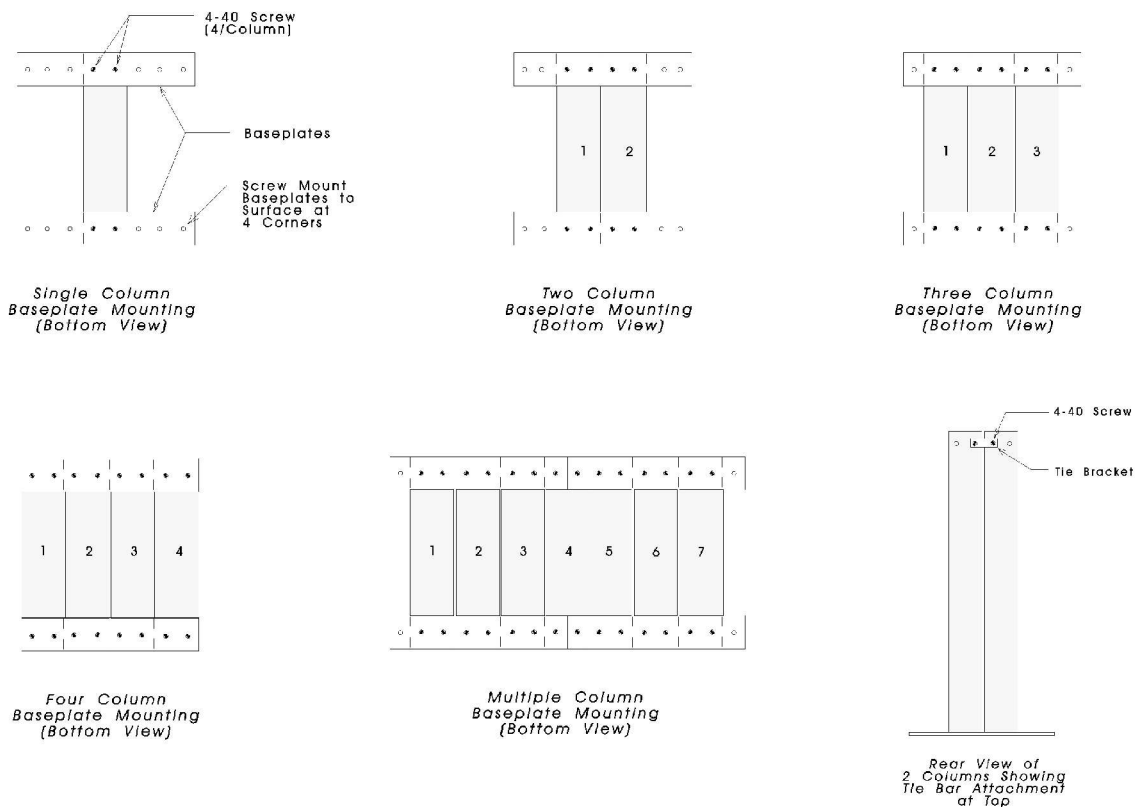 4-40 Screw
(4/Column)
Baseplates
Screw Mount
Baseplates to
Surface at
4 Corners
Single Column
Baseplate Mounting
(Bottom View)
1 2
Two Column
Baseplate Mounting
(Bottom View)
1 2 3
Three Column
Baseplate Mounting
(Bottom View)
1 2 3 4
Four Column
Baseplate Mounting
(Bottom View)
1 2 3 4 5 6 7
Multiple Column
Baseplate Mounting
(Bottom View)
4-40 Screw
Tie Bracket
Rear View of
2 Columns Showing
Tie Bar Attachment
at Top